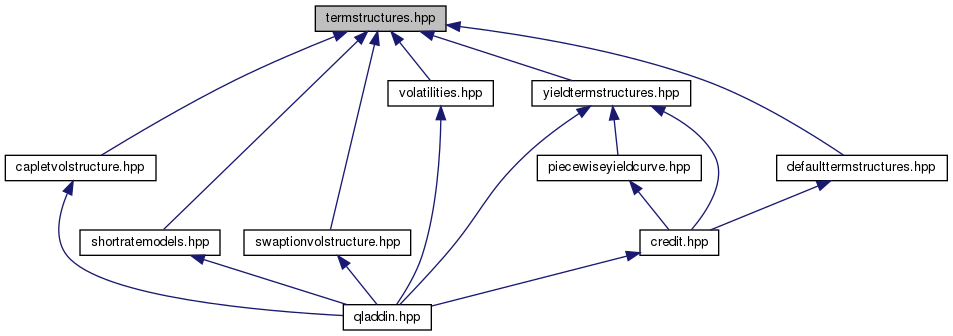 termstructures.hpp
volatilities.hpp
yieldtermstructures.hpp
capletvolstructure.hpp
piecewiseyieldcurve.hpp
defaulttermstructures.hpp
shortratemodels.hpp
swaptionvolstructure.hpp
credit.hpp
qladdin.hpp